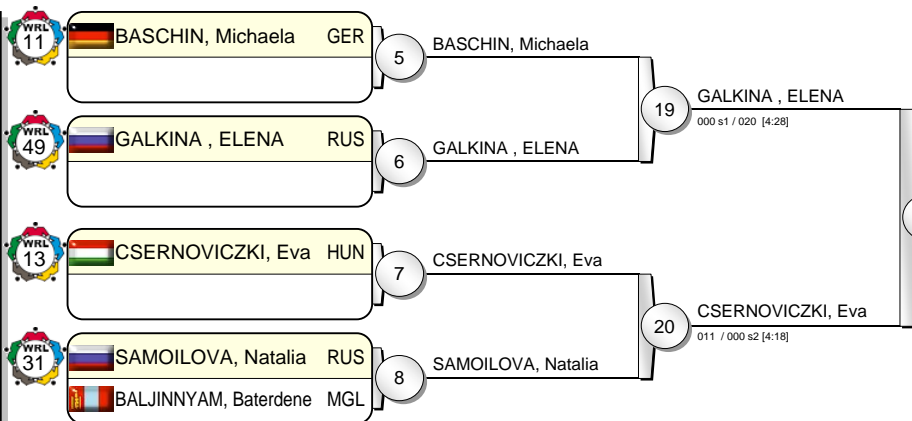 WRL
11
BASCHIN, Michaela GER
5
BASCHIN, Michaela
19
GALKINA , ELENA
000 s1 / 020 [4:28]
WRL
49
GALKINA , ELENA RUS
6
GALKINA , ELENA
WRL
13
CSERNOVICZKI, Eva HUN
7
CSERNOVICZKI, Eva
20
CSERNOVICZKI, Eva
011 / 000 s2 [4:18]
WRL
31
SAMOILOVA, Natalia RUS
8
SAMOILOVA, Natalia
BALJINNYAM, Baterdene MGL